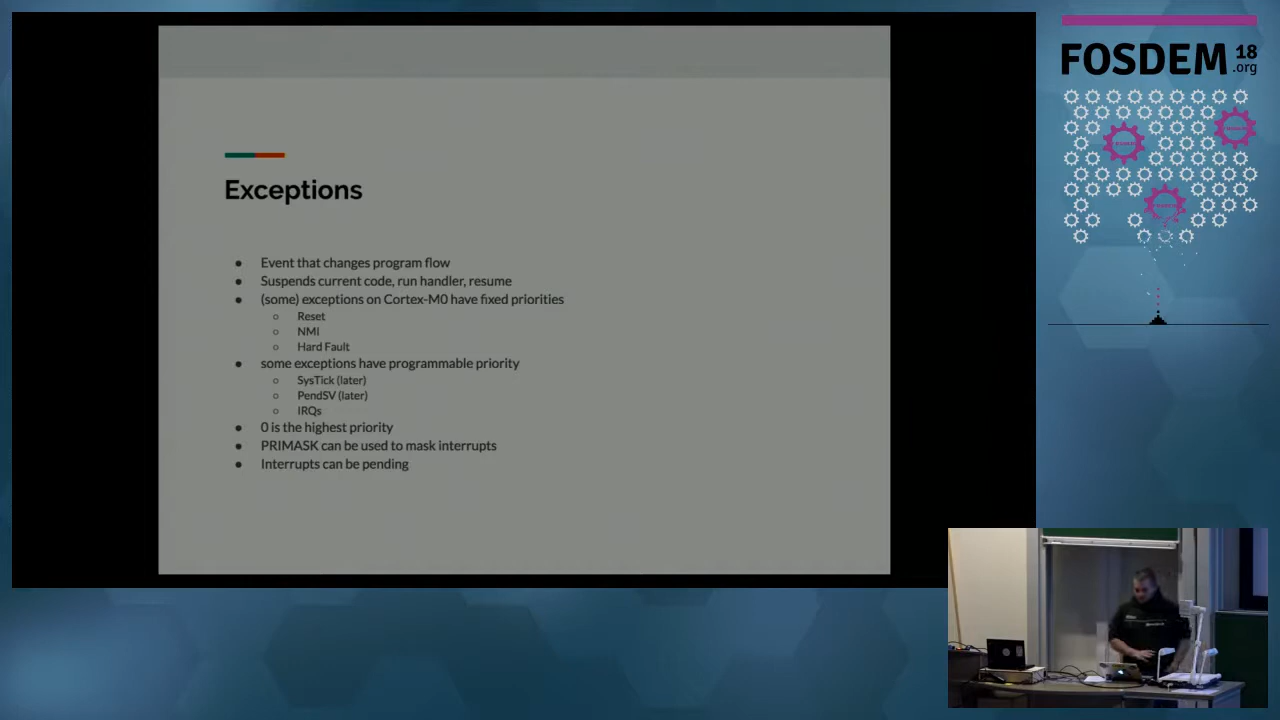 Exceptions
● Event that changes program flow
● Suspends current code, run handler, resume
● (some) exceptions on Cortex-M0 have fixed priorities
○ Reset
○ NMI
○ Hard Fault
● some exceptions have programmable priority
○ SysTick (later)
○ PendSV (later)
○ IRQs
● 0 is the highest priority
● PRIMASK can be used to mask interrupts
● Interrupts can be pending
FOSDEM 18
.org